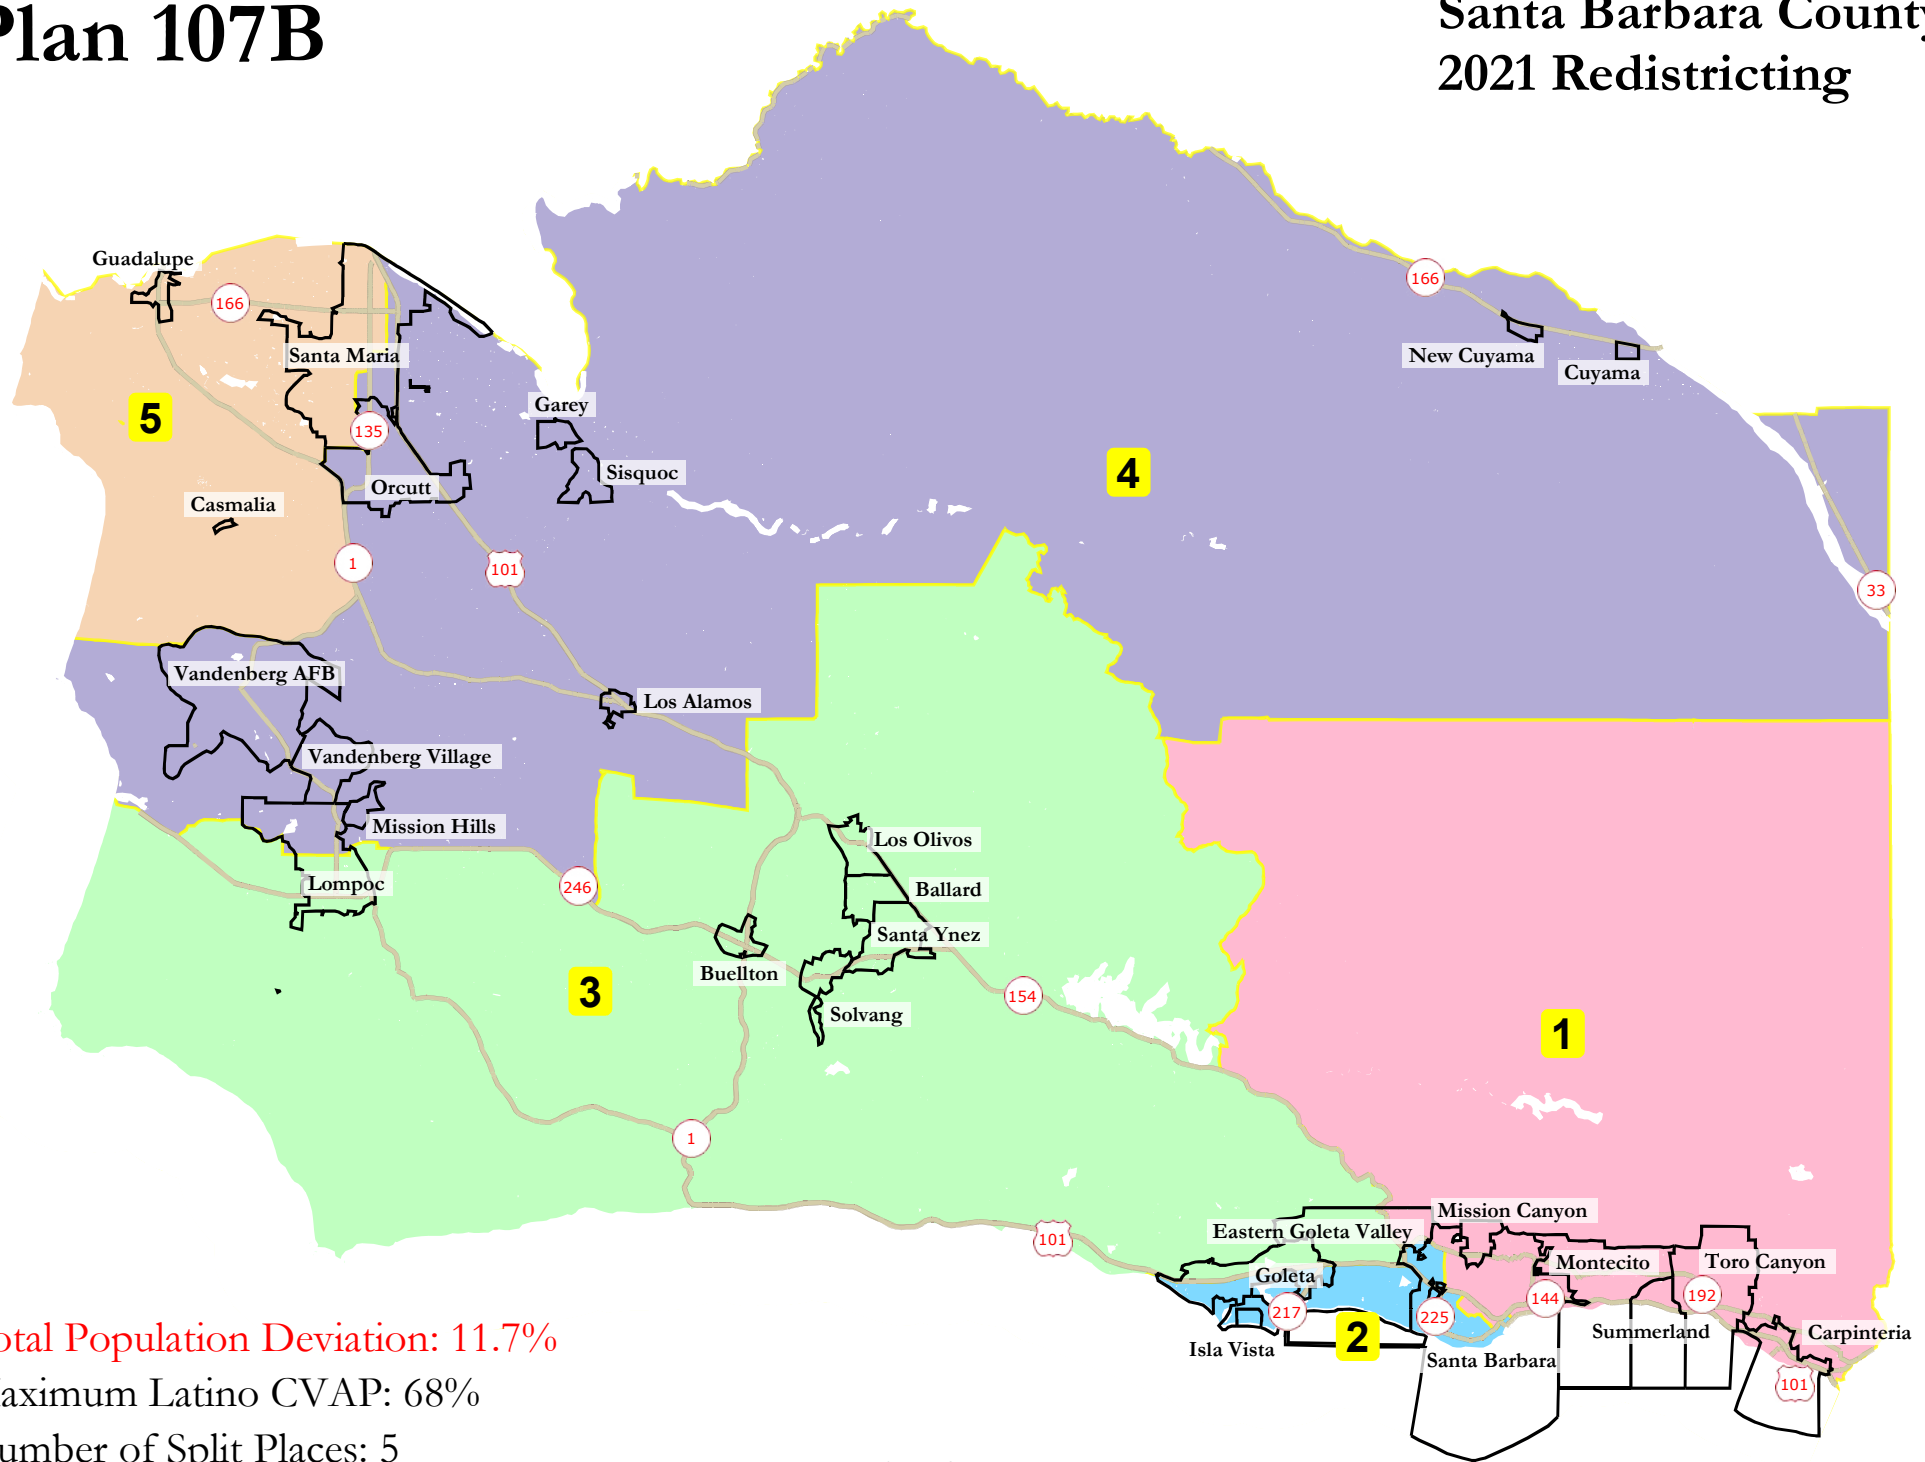 Plan 107B
Santa Barbara County
2021 Redistricting
Guadalupe
166
166
Santa Maria
New Cuyama
Cuyama
Garey
5
135
4
Sisquoc
Orcutt
Casmalia
1
101
33
Vandenberg AFB
Los Alamos
Vandenberg Village
Mission Hills
Los Olivos
Lompoc
246
Ballard
Santa Ynez
Buellton
3
154
Solvang
1
1
Mission Canyon
Eastern Goleta Valley
101
Montecito
Toro Canyon
Goleta
217
225
144
192
2
Summerland
Carpinteria
Isla Vista
Santa Barbara
101
otal Population Deviation: 11.7%
aximum Latino CVAP: 68%
umber of Split Places: 5